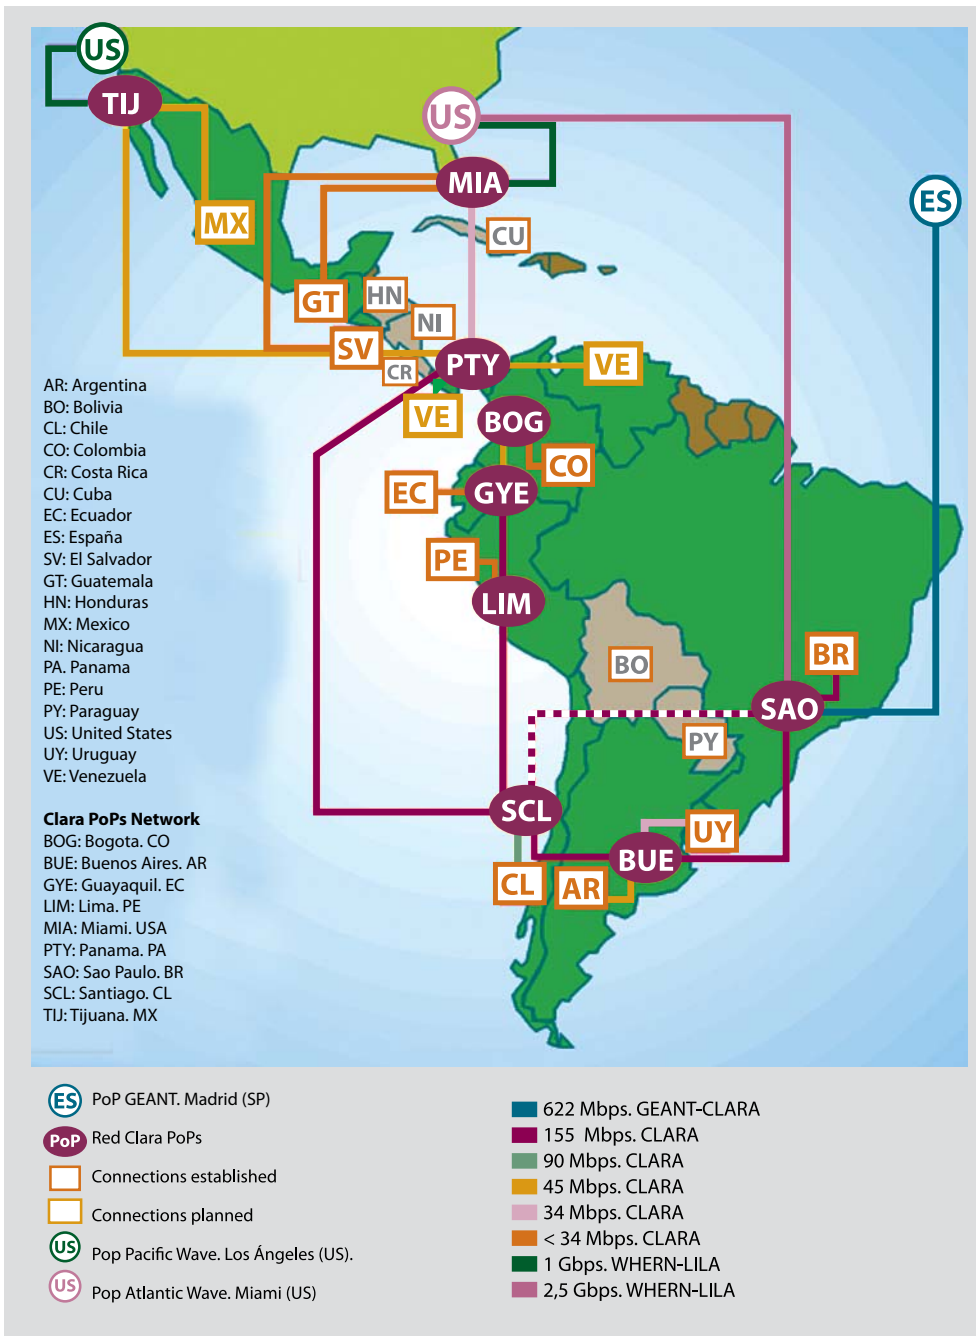 US
TIJ
US
MIA
ES
MX
CU
HN
GT
NI
SV
PTY
VE
CR
VE
BOG
CO
EC
GYE
PE
LIM
BO
BR
SAO
PY
SCL
UY
BUE
CL
AR
AR: Argentina
BO: Bolivia
CL: Chile
CO: Colombia
CR: Costa Rica
CU: Cuba
EC: Ecuador
ES: España
SV: El Salvador
GT: Guatemala
HN: Honduras
MX: Mexico
NI: Nicaragua
PA. Panama
PE: Peru
PY: Paraguay
US: United States
UY: Uruguay
VE: Venezuela
Clara PoPs Network
BOG: Bogota. CO
BUE: Buenos Aires. AR
GYE: Guayaquil. EC
LIM: Lima. PE
MIA: Miami. USA
PTY: Panama. PA
SAO: Sao Paulo. BR
SCL: Santiago. CL
TIJ: Tijuana. MX
ES PoP GEANT. Madrid (SP)
PoP Red Clara PoPs
Connections established
Connections planned
US Pop Pacific Wave. Los Ángeles (US).
US Pop Atlantic Wave. Miami (US)
622 Mbps. GEANT-CLARA
155 Mbps. CLARA
90 Mbps. CLARA
45 Mbps. CLARA
34 Mbps. CLARA
< 34 Mbps. CLARA
1 Gbps. WHERN-LILA
2,5 Gbps. WHERN-LILA